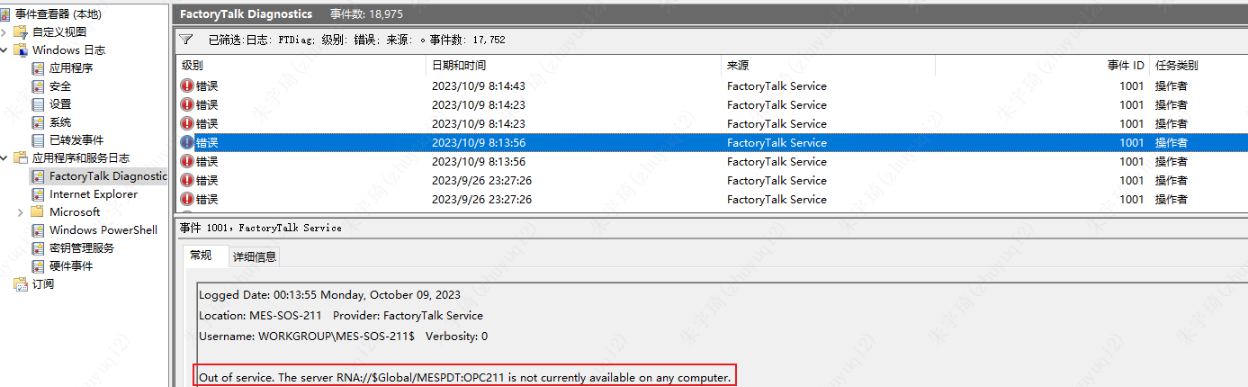 事件查看器 (本地)
自定义视图
Windows 日志
应用程序
安全
设置
系统
已转发事件
应用程序和服务日志
FactoryTalk Diagnostic
Internet Explorer
Microsoft
Windows PowerShell
密钥管理服务
硬件事件
订阅
FactoryTalk Diagnostics 事件数: 18,975
已筛选:日志: FTDiag; 级别: 错误; 来源: 。事件数: 17,752
级别 日期和时间 来源 事件 ID 任务类别
错误 2023/10/9 8:14:43 FactoryTalk Service 1001 操作者
错误 2023/10/9 8:14:23 FactoryTalk Service 1001 操作者
错误 2023/10/9 8:14:23 FactoryTalk Service 1001 操作者
错误 2023/10/9 8:13:56 FactoryTalk Service 1001 操作者
错误 2023/10/9 8:13:56 FactoryTalk Service 1001 操作者
错误 2023/9/26 23:27:26 FactoryTalk Service 1001 操作者
错误 2023/9/26 23:27:26 FactoryTalk Service 1001 操作者
事件 1001, FactoryTalk Service
常规 详细信息
Logged Date: 00:13:55 Monday, October 09, 2023
Location: MES-SOS-211 Provider: FactoryTalk Service
Username: WORKGROUP\MES-SOS-211$ Verbosity: 0
Out of service. The server RNA://$Global/MESPDT:OPC211 is not currently available on any computer.